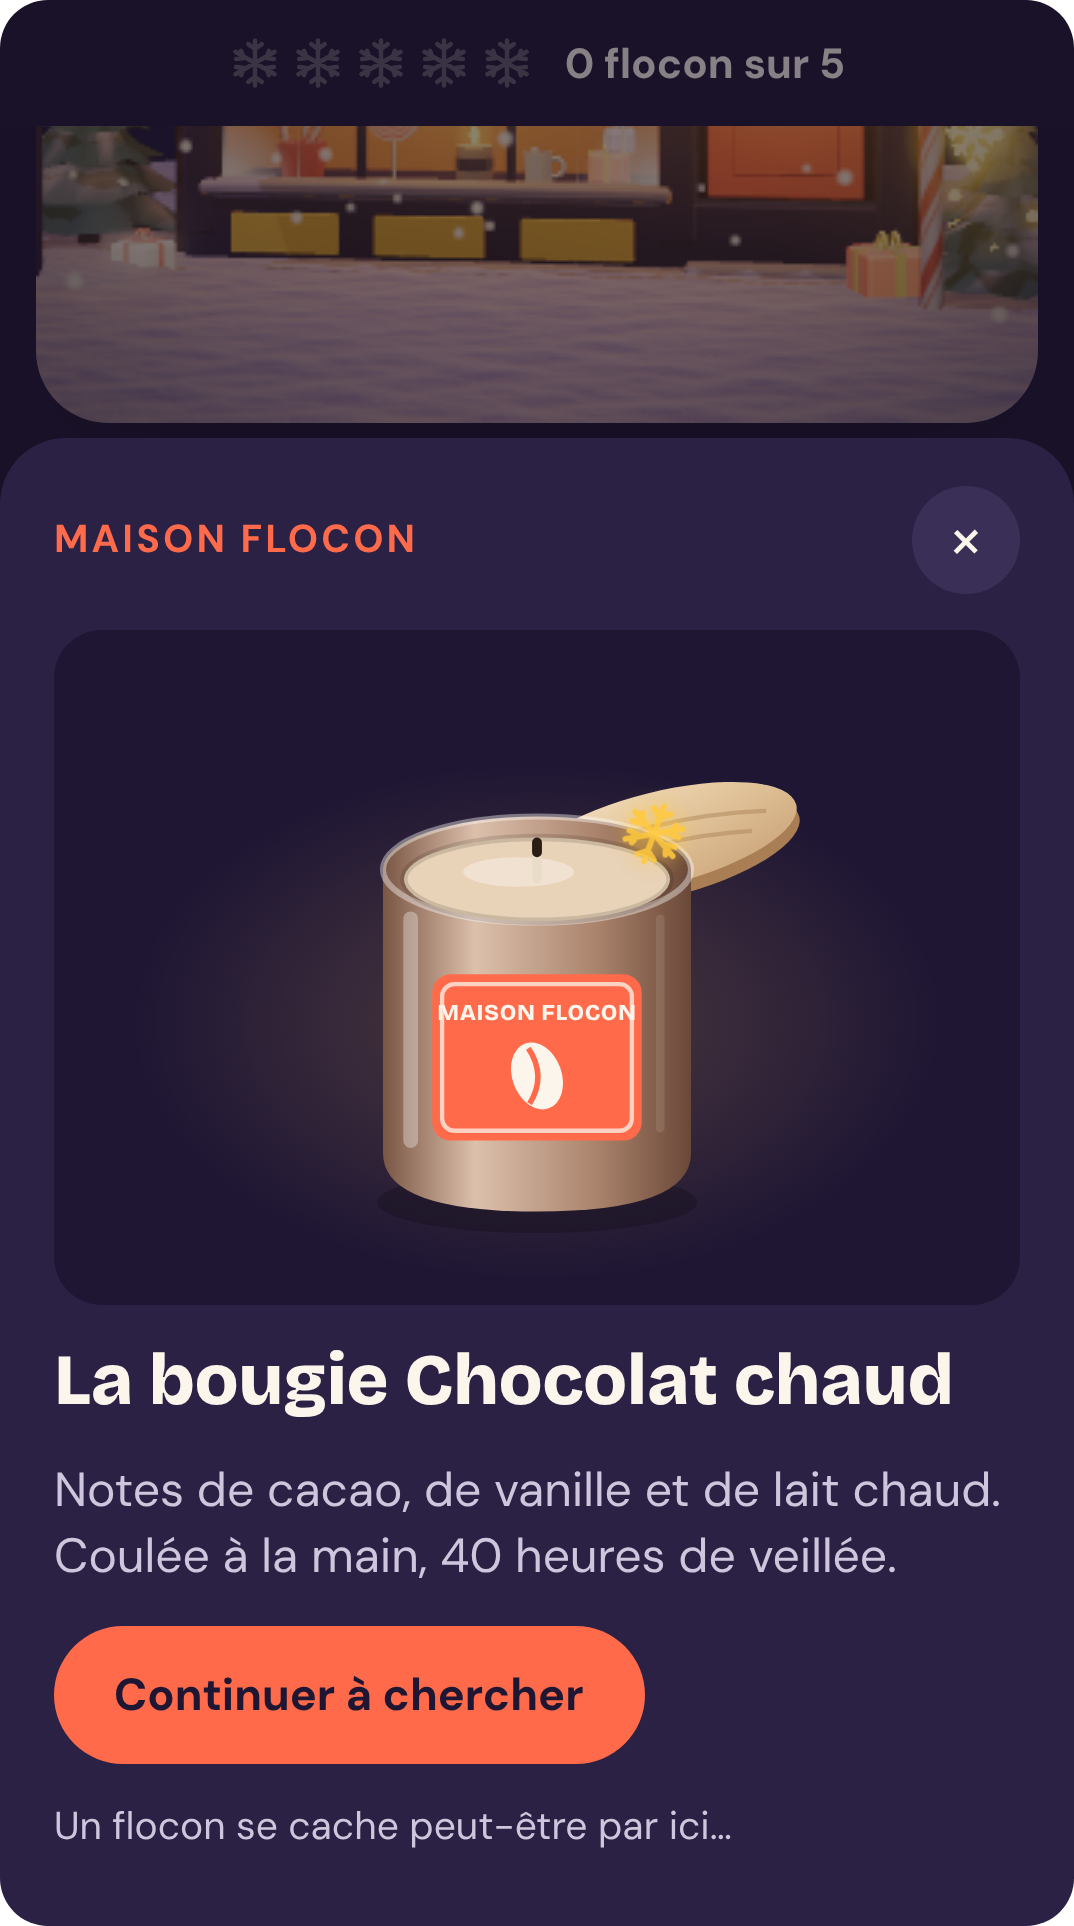 0 flocon sur 5
MAISON FLOCON
MAISON FLOCON
La bougie Chocolat chaud
Notes de cacao, de vanille et de lait chaud.
Coulée à la main, 40 heures de veillée.
Continuer à chercher
Un flocon se cache peut-être par ici...